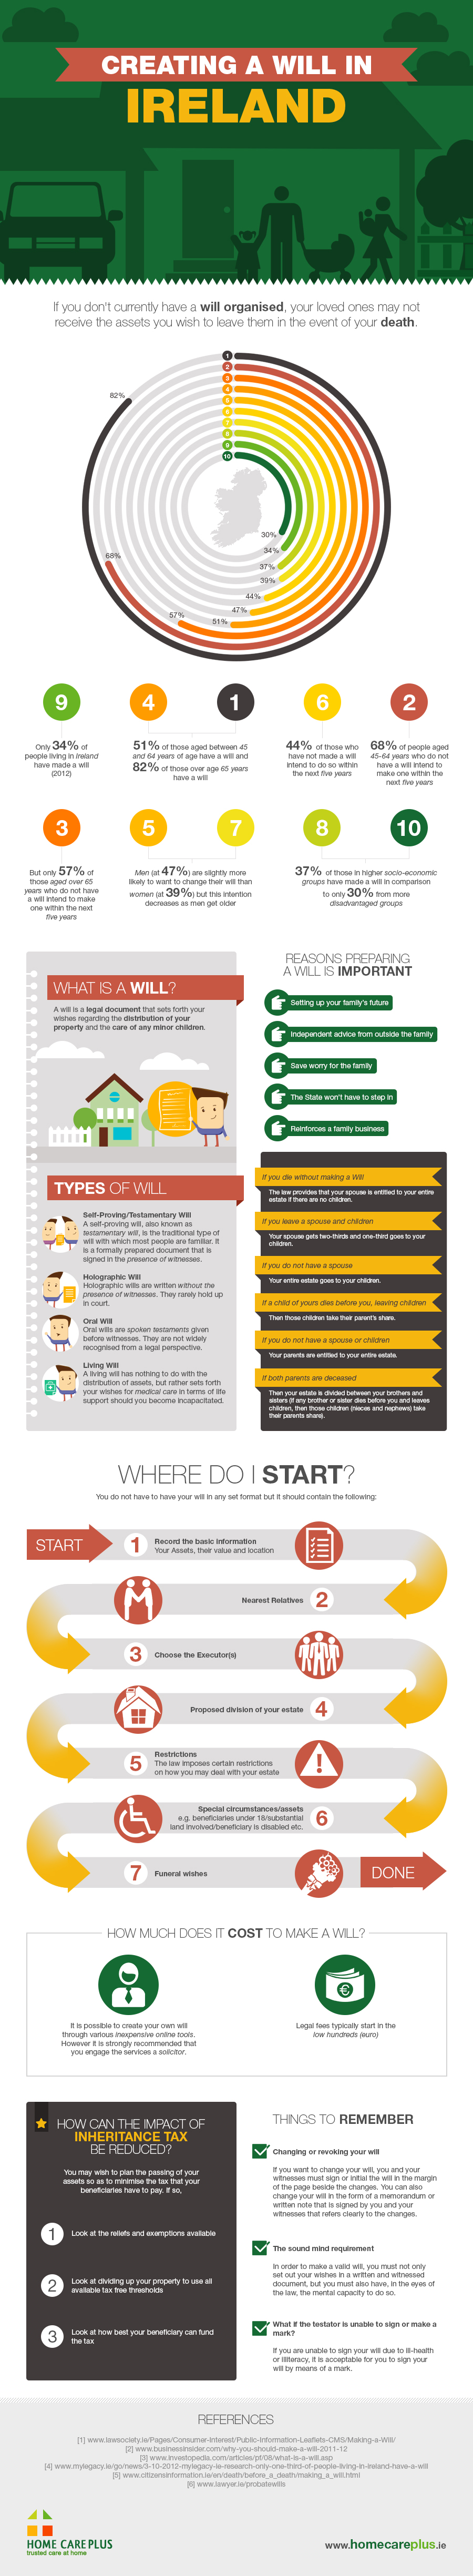 CREATING A WILL IN
IRELAND
If you don't currently have a will organised, your loved ones may not
receive the assets you wish to leave them in the event of your death.
1
2
3
4
5
6
7
8
9
10
82%
68%
57%
51%
47%
44%
39%
37%
34%
30%
9
Only 34% of
people living in Ireland
have made a will
(2012)
4
1
51% of those aged between 45
and 64 years of age have a will and
82% of those over age 65 years
have a will
6
44% of those who
have not made a will
intend to do so within
the next five years
2
68% of people aged
45-64 years who do not
have a will intend to
make one within the
next five years
3
But only 57% of
those aged over 65
years who do not have
a will intend to make
one within the next
five years
5
7
Men (at 47%) are slightly more
likely to want to change their will than
women (at 39%) but this intention
decreases as men get older
8
10
37% of those in higher socio-economic
groups have made a will in comparison
to only 30% from more
disadvantaged groups
WHAT IS A WILL?
A will is a legal document that sets forth your
wishes regarding the distribution of your
property and the care of any minor children.
TYPES OF WILL
Self-Proving/Testamentary Will
A self-proving will, also known as
testamentary will, is the traditional type of
will with which most people are familiar. It
is a formally prepared document that is
signed in the presence of witnesses.
Holographic Will
Holographic wills are written without the
presence of witnesses. They rarely hold up
in court.
Oral Will
Oral wills are spoken testaments given
before witnesses. They are not widely
recognised from a legal perspective.
Living Will
A living will has nothing to do with the
distribution of assets, but rather sets forth
your wishes for medical care in terms of life
support should you become incapacitated.
REASONS PREPARING
A WILL IS IMPORTANT
Setting up your family's future
Independent advice from outside the family
Save worry for the family
The State won't have to step in
Reinforces a family business
If you die without making a Will
The law provides that your spouse is entitled to your entire
estate if there are no children.
If you leave a spouse and children
Your spouse gets two-thirds and one-third goes to your
children.
If you do not have a spouse
Your entire estate goes to your children.
If a child of yours dies before you, leaving children
Then those children take their parent's share.
If you do not have a spouse or children
Your parents are entitled to your entire estate.
If both parents are deceased
Then your estate is divided between your brothers and
sisters (if any brother or sister dies before you and leaves
children, then those children (nieces and nephews) take
their parents share).
WHERE DO I START?
You do not have to have your will in any set format but it should contain the following:
START
1
Record the basic information
Your Assets, their value and location
Nearest Relatives
2
3
Choose the Executor(s)
Proposed division of your estate
4
5
Restrictions
The law imposes certain restrictions
on how you may deal with your estate
Special circumstances/assets
e.g. beneficiaries under 18/substantial
land involved/beneficiary is disabled etc.
6
7
Funeral wishes
DONE
HOW MUCH DOES IT COST TO MAKE A WILL?
It is possible to create your own will
through various inexpensive online tools.
However it is strongly recommended that
you engage the services a solicitor.
Legal fees typically start in the
low hundreds (euro)
HOW CAN THE IMPACT OF
INHERITANCE TAX
BE REDUCED?
You may wish to plan the passing of your
assets so as to minimise the tax that your
beneficiaries have to pay. If so,
1
Look at the reliefs and exemptions available
2
Look at dividing up your property to use all
available tax free thresholds
3
Look at how best your beneficiary can fund
the tax
THINGS TO REMEMBER
Changing or revoking your will
If you want to change your will, you and your
witnesses must sign or initial the will in the margin
of the page beside the changes. You can also
change your will in the form of a memorandum or
written note that is signed by you and your
witnesses that refers clearly to the changes.
The sound mind requirement
In order to make a valid will, you must not only
set out your wishes in a written and witnessed
document, but you must also have, in the eyes of
the law, the mental capacity to do so.
What if the testator is unable to sign or make a
mark?
If you are unable to sign your will due to ill-health
or illiteracy, it is acceptable for you to sign your
will by means of a mark.
REFERENCES
[1] www.lawsociety.ie/Pages/Consumer-Interest/Public-Information-Leaflets-CMS/Making-a-Will/
[2] www.businessinsider.com/why-you-should-make-a-will-2011-12
[3] www.investopedia.com/articles/pf/08/what-is-a-will.asp
[4] www.mylegacy.ie/go/news/3-10-2012-mylegacy-ie-research-only-one-third-of-people-living-in-ireland-have-a-will
[5] www.citizensinformation.ie/en/death/before_a_death/making_a_will.html
[6] www.lawyer.ie/probatewills
HOME CARE PLUS
trusted care at home
www.homecareplus.ie